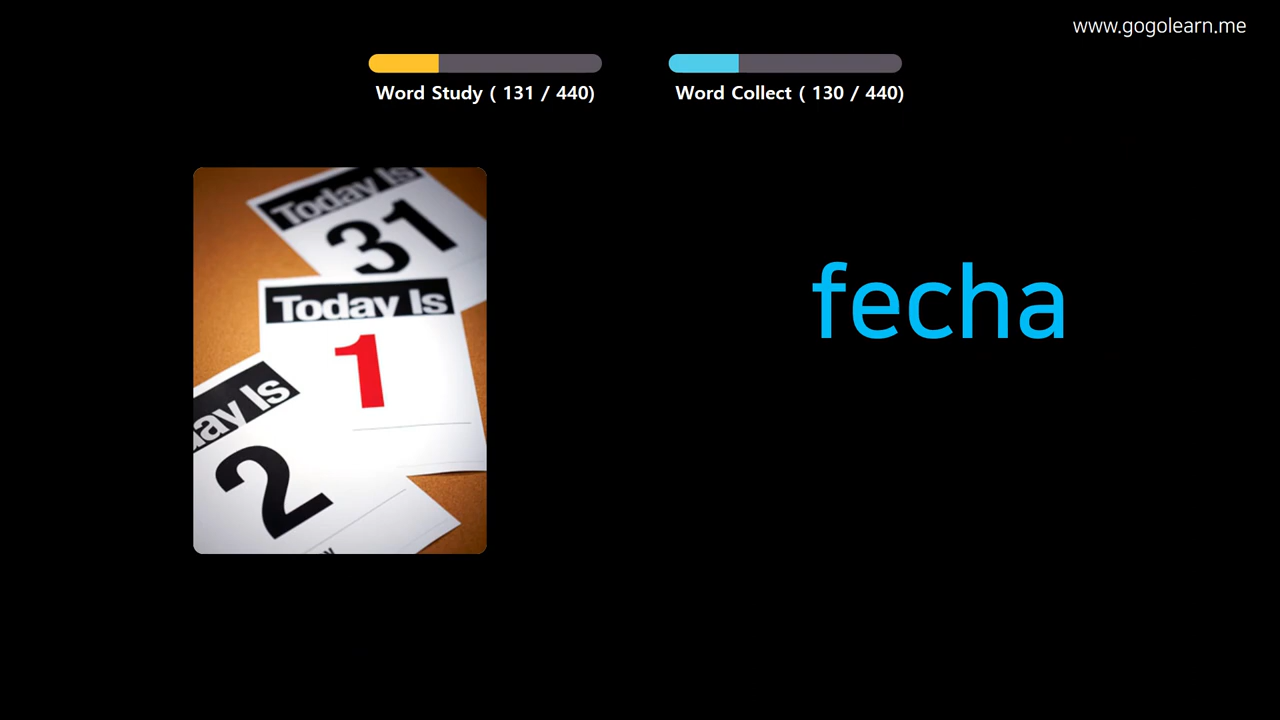 www.gogolearn.me
Word Study ( 131 / 440)
Word Collect ( 130 / 440)
Today Is
31
Today Is
1
ay Is
2
fecha